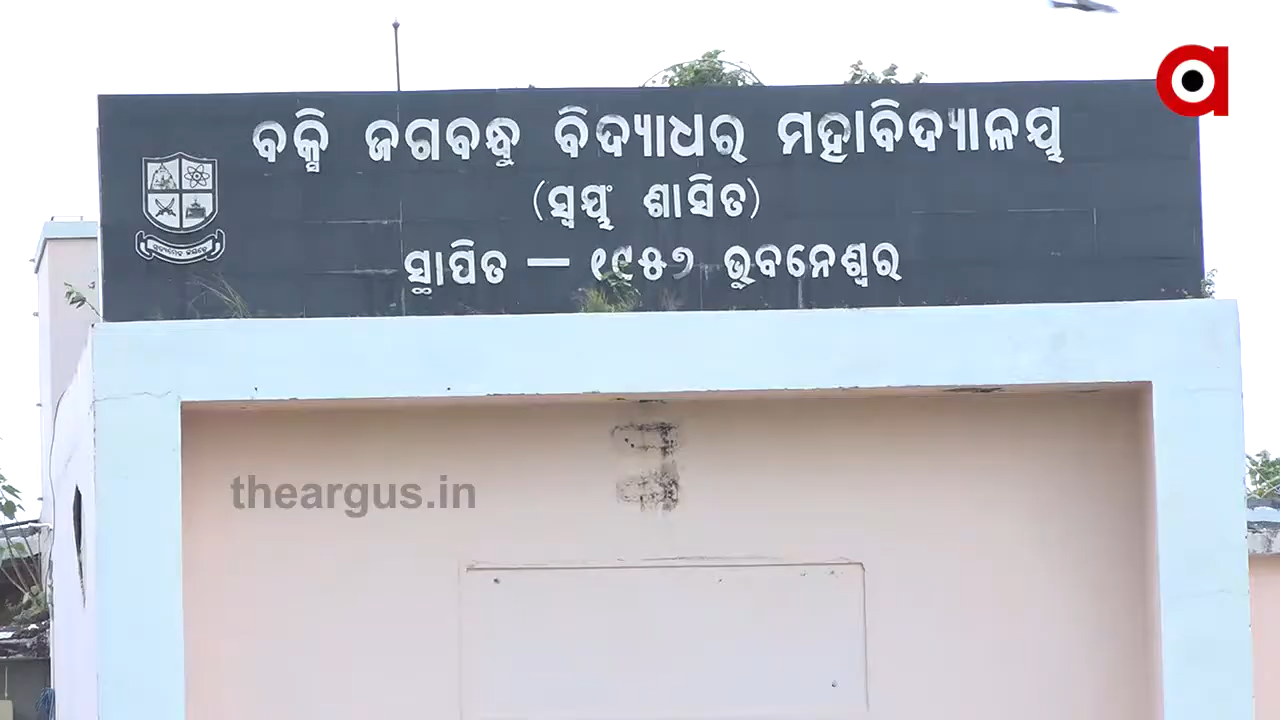 ବକ୍ସି ଜଗବନ୍ଧୁ ବିଦ୍ୟାଧର ମହାବିଦ୍ୟାଳୟ
(ସ୍ୱୟଂ ଶାସିତ)
ସ୍ଥାପିତ — ୧୯୫୭ ଭୁବନେଶ୍ୱର
theargus.in